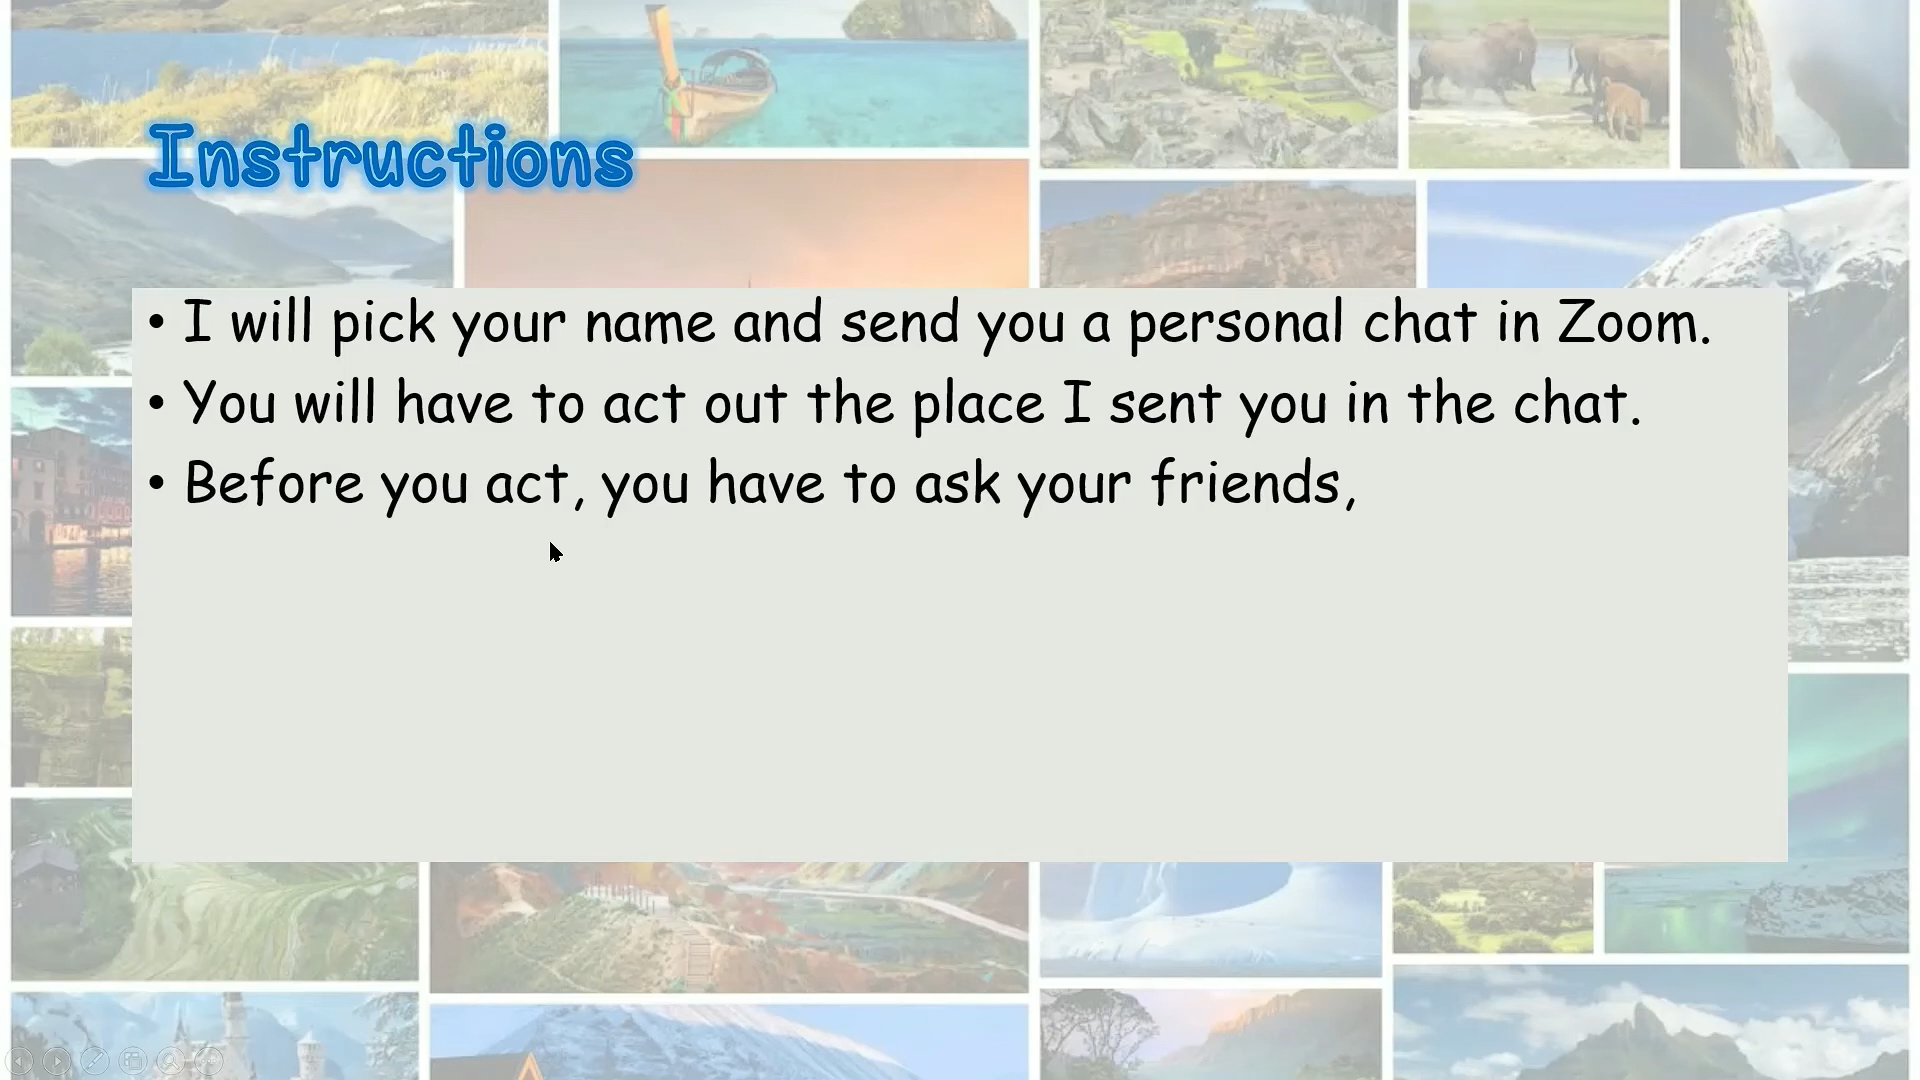 Instructions
• I will pick your name and send you a personal chat in Zoom.
• You will have to act out the place I sent you in the chat.
• Before you act, you have to ask your friends,